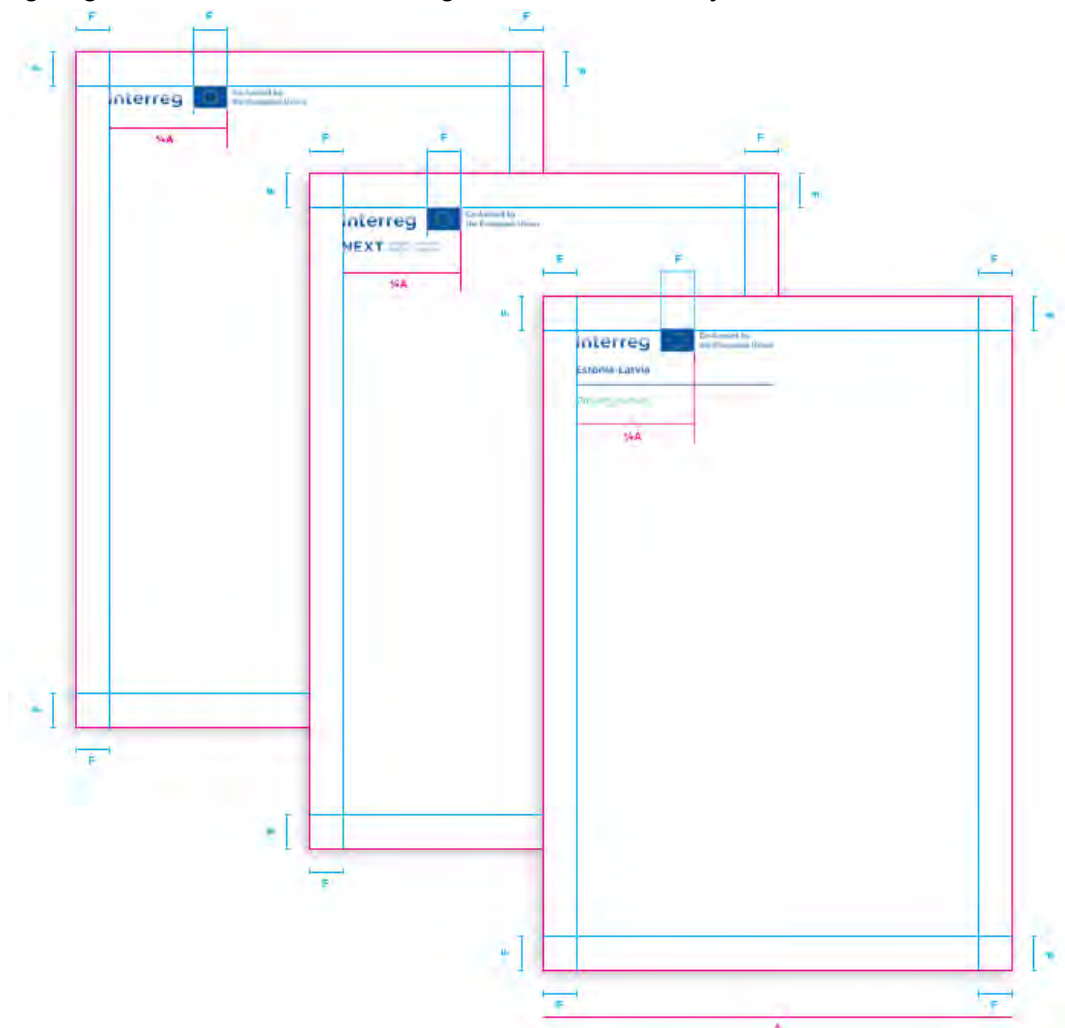 F
F
F
F
F
Interreg
Co-funded by
the European Union
¼A
F
F
F
F
F
Interreg
Co-funded by
the European Union
NEXT
¼A
F
F
F
F
F
Interreg
Co-funded by
the European Union
Estonia-Latvia
¼A
F
F
F
F
F
F
F
F
A